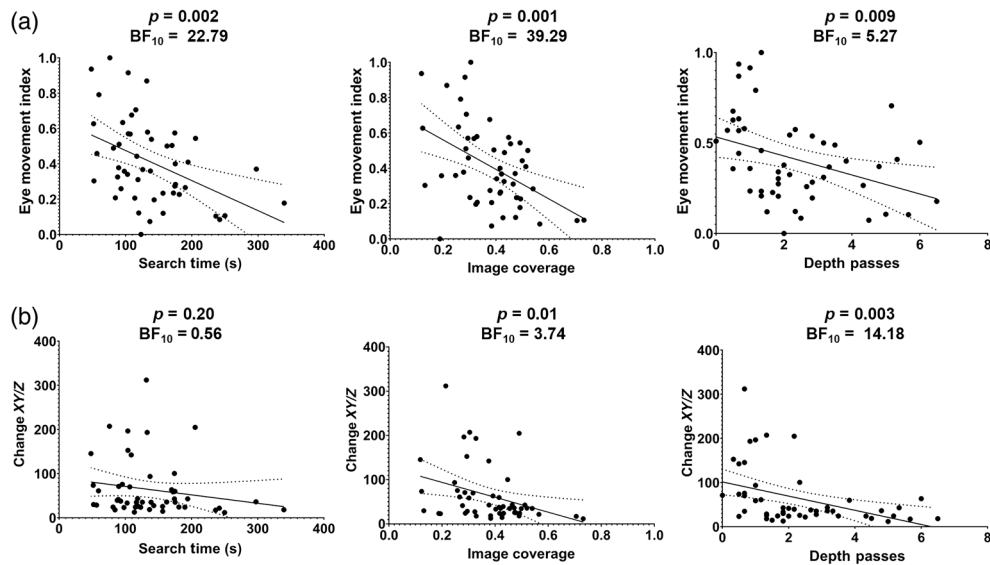 (a)
p = 0.002
BF₁₀ = 22.79
Eye movement index
1.0
0.8
0.6
0.4
0.2
0.0
0 100 200 300 400
Search time (s)
p = 0.001
BF₁₀ = 39.29
Eye movement index
1.0
0.8
0.6
0.4
0.2
0.0
0.0 0.2 0.4 0.6 0.8 1.0
Image coverage
p = 0.009
BF₁₀ = 5.27
Eye movement index
1.0
0.5
0.0
0 2 4 6 8
Depth passes
(b)
p = 0.20
BF₁₀ = 0.56
Change XY/Z
400
300
200
100
0
0 100 200 300 400
Search time (s)
p = 0.01
BF₁₀ = 3.74
Change XY/Z
400
300
200
100
0
0.0 0.2 0.4 0.6 0.8 1.0
Image coverage
p = 0.003
BF₁₀ = 14.18
Change XY/Z
400
300
200
100
0
0 2 4 6 8
Depth passes